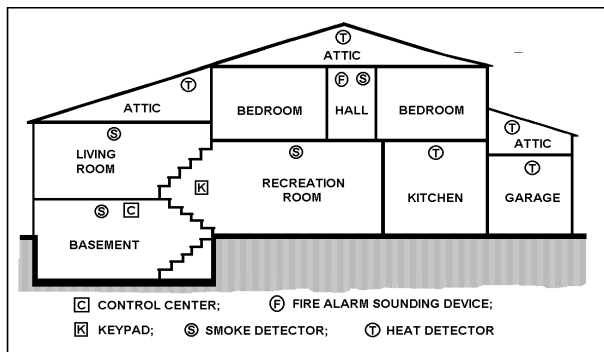 T
ATTIC
T
ATTIC
F S
BEDROOM HALL BEDROOM
S
T
ATTIC
LIVING
ROOM
S
T
T
K
RECREATION
ROOM
KITCHEN
GARAGE
S C
BASEMENT
C CONTROL CENTER; F FIRE ALARM SOUNDING DEVICE;
K KEYPAD; S SMOKE DETECTOR; T HEAT DETECTOR